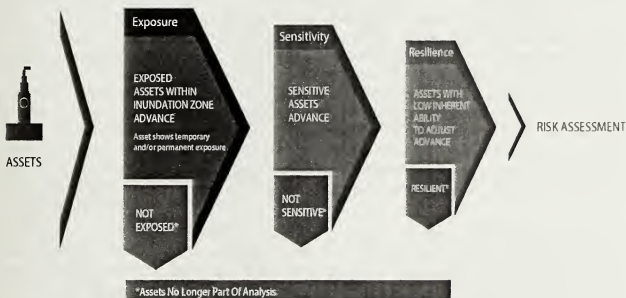 ASSETS
Exposure
EXPOSED
ASSETS WITHIN
INUNDATION ZONE
ADVANCE
Asset shows temporary
and/or permanent exposure.
NOT
EXPOSED*
Sensitivity
SENSITIVE
ASSETS
ADVANCE
NOT
SENSITIVE*
Resilience
ASSETS WITH
LOW INHERENT
ABILITY
TO ADJUST
ADVANCE
RESILIENT*
RISK ASSESSMENT
*Assets No Longer Part Of Analysis